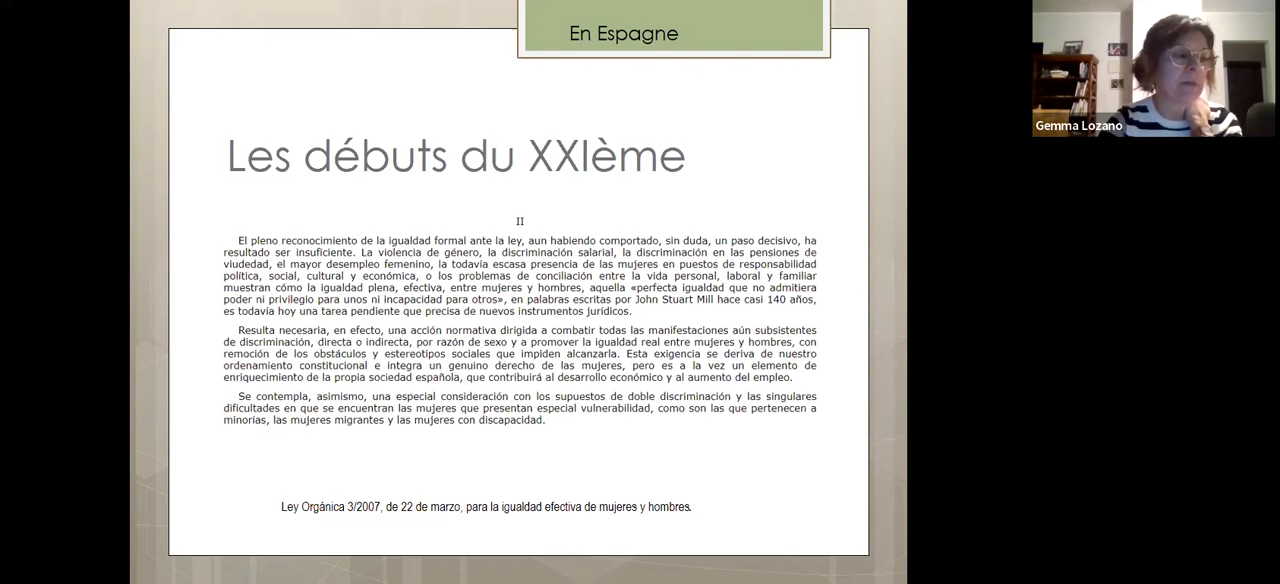 En Espagne
Gemma Lozano
Les débuts du XXIème
II
El pleno reconocimiento de la igualdad formal ante la ley, aun habiendo comportado, sin duda, un paso decisivo, ha
resultado ser insuficiente. La violencia de género, la discriminación salarial, la discriminación en las pensiones de
viudedad, el mayor desempleo femenino, la todavía escasa presencia de las mujeres en puestos de responsabilidad
política, social, cultural y económica, o los problemas de conciliación entre la vida personal, laboral y familiar
muestran cómo la igualdad plena, efectiva, entre mujeres y hombres, aquella «perfecta igualdad que no admitiera
poder ni privilegio para unos ni incapacidad para otros», en palabras escritas por John Stuart Mill hace casi 140 años,
es todavía hoy una tarea pendiente que precisa de nuevos instrumentos jurídicos.
Resulta necesaria, en efecto, una acción normativa dirigida a combatir todas las manifestaciones aún subsistentes
de discriminación, directa o indirecta, por razón de sexo y a promover la igualdad real entre mujeres y hombres, con
remoción de los obstáculos y estereotipos sociales que impiden alcanzarla. Esta exigencia se deriva de nuestro
ordenamiento constitucional e integra un genuino derecho de las mujeres, pero es a la vez un elemento de
enriquecimiento de la propia sociedad española, que contribuirá al desarrollo económico y al aumento del empleo.
Se contempla, asimismo, una especial consideración con los supuestos de doble discriminación y las singulares
dificultades en que se encuentran las mujeres que presentan especial vulnerabilidad, como son las que pertenecen a
minorías, las mujeres migrantes y las mujeres con discapacidad.
Ley Orgánica 3/2007, de 22 de marzo, para la igualdad efectiva de mujeres y hombres.